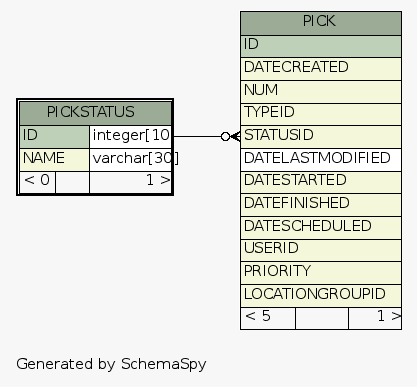 PICKSTATUS
ID integer[10
NAME varchar[30]
< 0 1 >
PICK
ID
DATECREATED
NUM
TYPEID
STATUSID
DATELASTMODIFIED
DATESTARTED
DATEFINISHED
DATESCHEDULED
USERID
PRIORITY
LOCATIONGROUPID
< 5 1 >
Generated by SchemaSpy